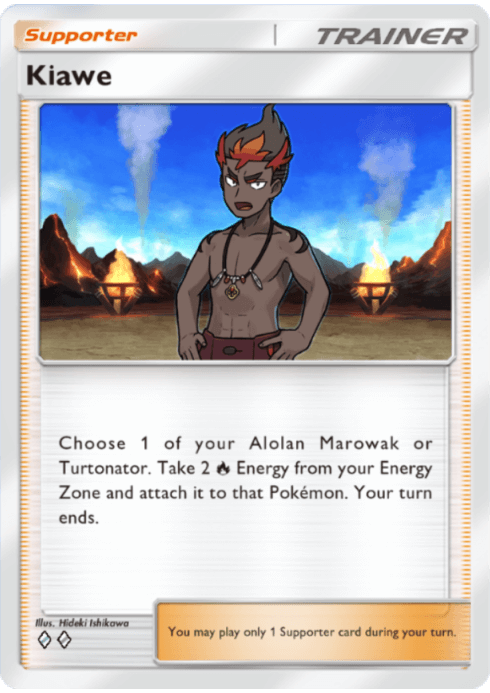 Supporter
TRAINER
Kiawe
Choose 1 of your Alolan Marowak or
Turtonator. Take 2 Energy from your Energy
Zone and attach it to that Pokémon. Your turn
ends.
Illus. Hideki Ishikawa
You may play only 1 Supporter card during your turn.